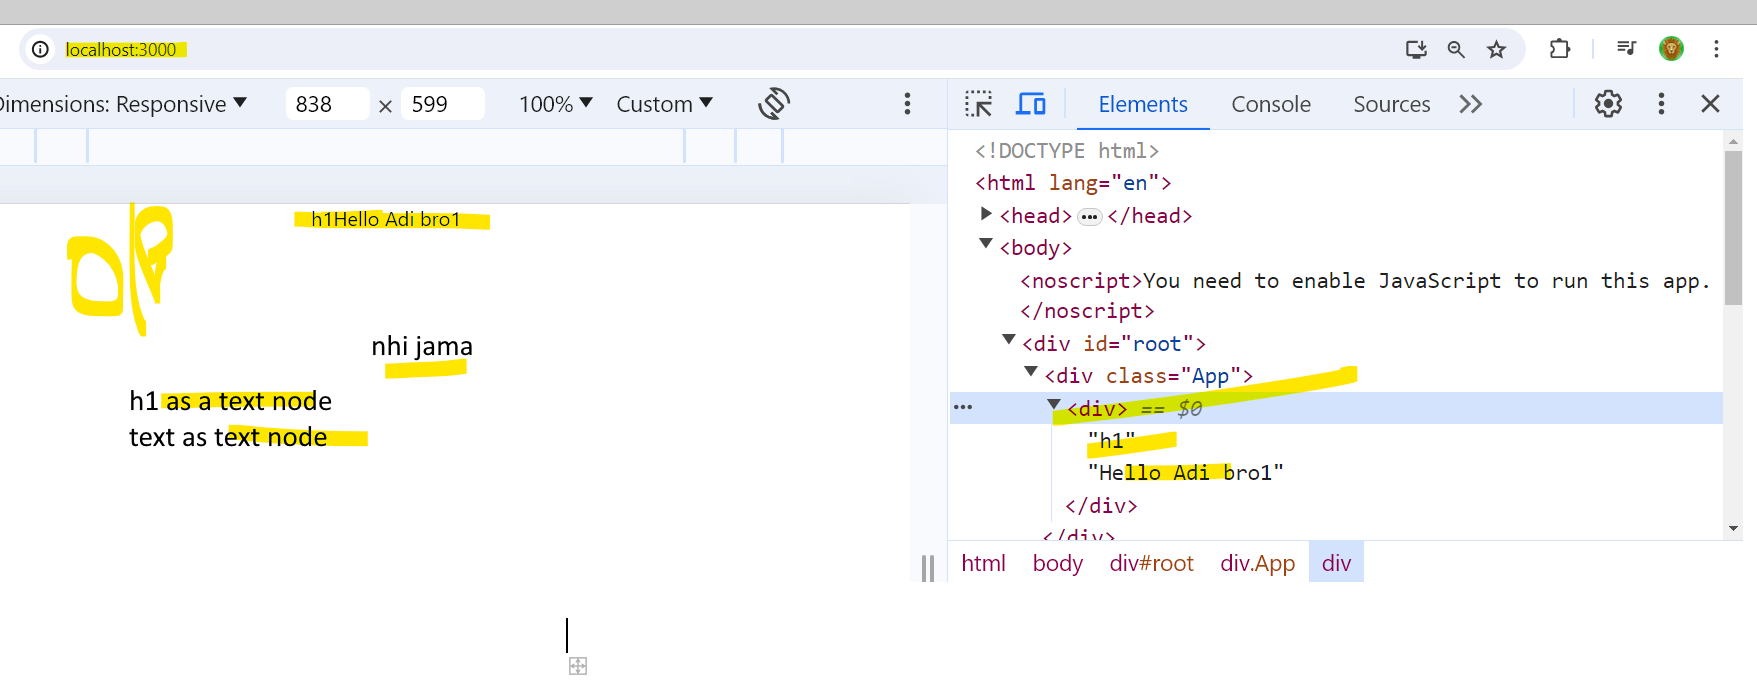 localhost:3000
Dimensions: Responsive 838 × 599 100% Custom
Elements Console Sources
<!DOCTYPE html>
<html lang="en">
<head> ••• </head>
<body>
<noscript>You need to enable JavaScript to run this app.
</noscript>
<div id="root">
<div class="App">
<div> == $0
"h1"
"Hello Adi bro1"
</div>
</div>
html body div#root div.App div
h1Hello Adi bro1
nhi jama
h1 as a text node
text as text node